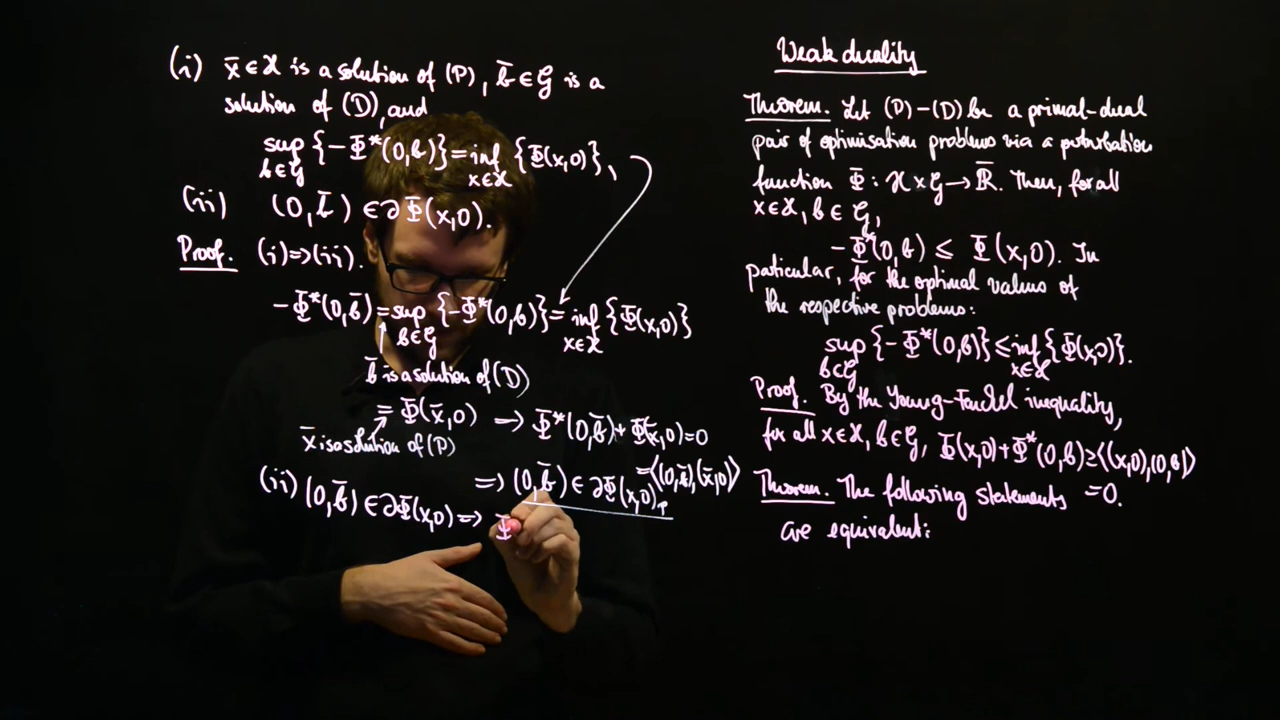 Weak duality
Theorem. Let (P)-(D) be a primal-dual
pair of optimisation problems via a perturbation
function Φ: X×G→R̅. Then, for all
x∈X, b∈G,
-Φ*(0,b) ≤ Φ(x,0). In
particular, for the optimal values of
the respective problems:
sup {-Φ*(0,b)} ≤ inf {Φ(x,0)}.
b∈G x∈X
Proof. By the Young-Fenchel inequality,
for all x∈X, b∈G, Φ(x,0)+Φ*(0,b)≥⟨(x,0),(0,b)⟩
=0.
Theorem. The following statements
are equivalent:
(i) x̄∈X is a solution of (P), b̄∈G is a
solution of (D), and
sup {-Φ*(0,b)} = inf {Φ(x,0)},
b∈G x∈X
(ii) (0,b̄) ∈ ∂Φ(x,0).
Proof. (i)=>(ii).
-Φ*(0,b̄) = sup {-Φ*(0,b)} = inf {Φ(x,0)}
b∈G x∈X
b̄ is a solution of (D)
= Φ(x̄,0) => Φ*(0,b̄)+Φ(x̄,0)=0
x̄ is a solution of (P)
=⟨(0,b̄),(x̄,0)⟩
=> (0,b̄) ∈ ∂Φ(x,0)
(ii) (0,b̄) ∈ ∂Φ(x,0) => Φ